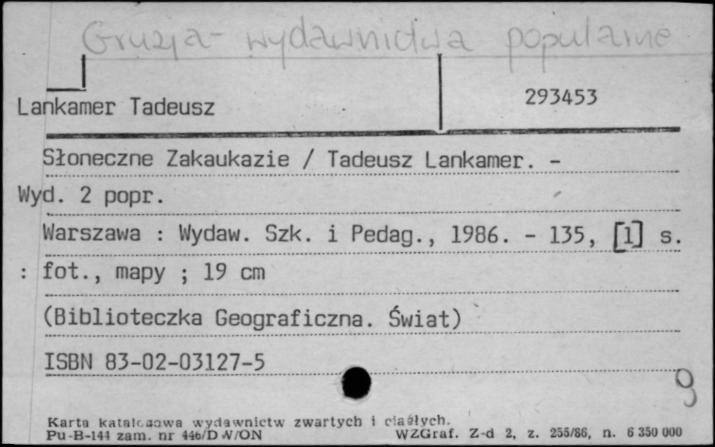 Gruzja - wydawnictwa popularne
Lankamer Tadeusz
293453
Słoneczne Zakaukazie / Tadeusz Lankamer. -
Wyd. 2 popr.
Warszawa : Wydaw. Szk. i Pedag., 1986. - 135, [1] s.
: fot., mapy ; 19 cm
(Biblioteczka Geograficzna. Świat)
ISBN 83-02-03127-5
g
Karta katalogowa wydawnictw zwartych i ciągłych.
Pu-B-144 zam. nr 446/D-W/ON WZGraf. Z-d 2, z. 255/86, n. 6 350 000